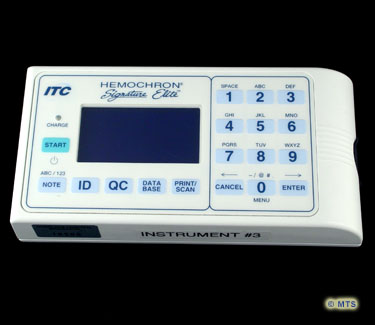 ITC
HEMOCHRON®
Signature Elite
CHARGE
START
ABC / 123
NOTE
ID
QC
DATA
BASE
PRINT/
SCAN
SPACE ABC DEF
1 2 3
GHI JKL MNO
4 5 6
PQRS TUV WXYZ
7 8 9
- / @ #
CANCEL 0 ENTER
MENU
INSTRUMENT #3
© MTS